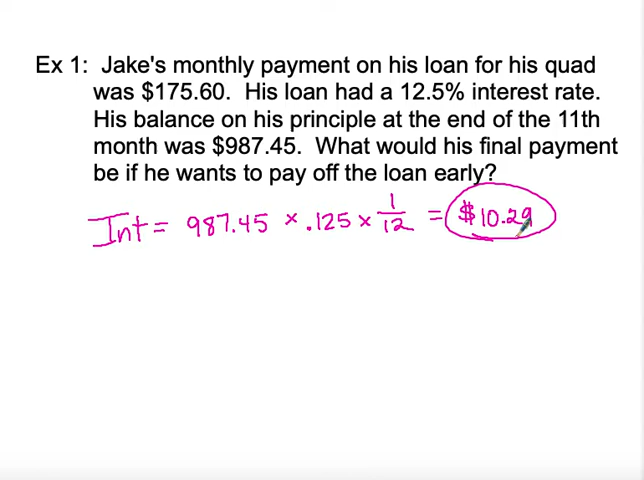 Ex 1: Jake's monthly payment on his loan for his quad
was $175.60. His loan had a 12.5% interest rate.
His balance on his principle at the end of the 11th
month was $987.45. What would his final payment
be if he wants to pay off the loan early?
Int = 987.45 × .125 × 1/12 = $10.29